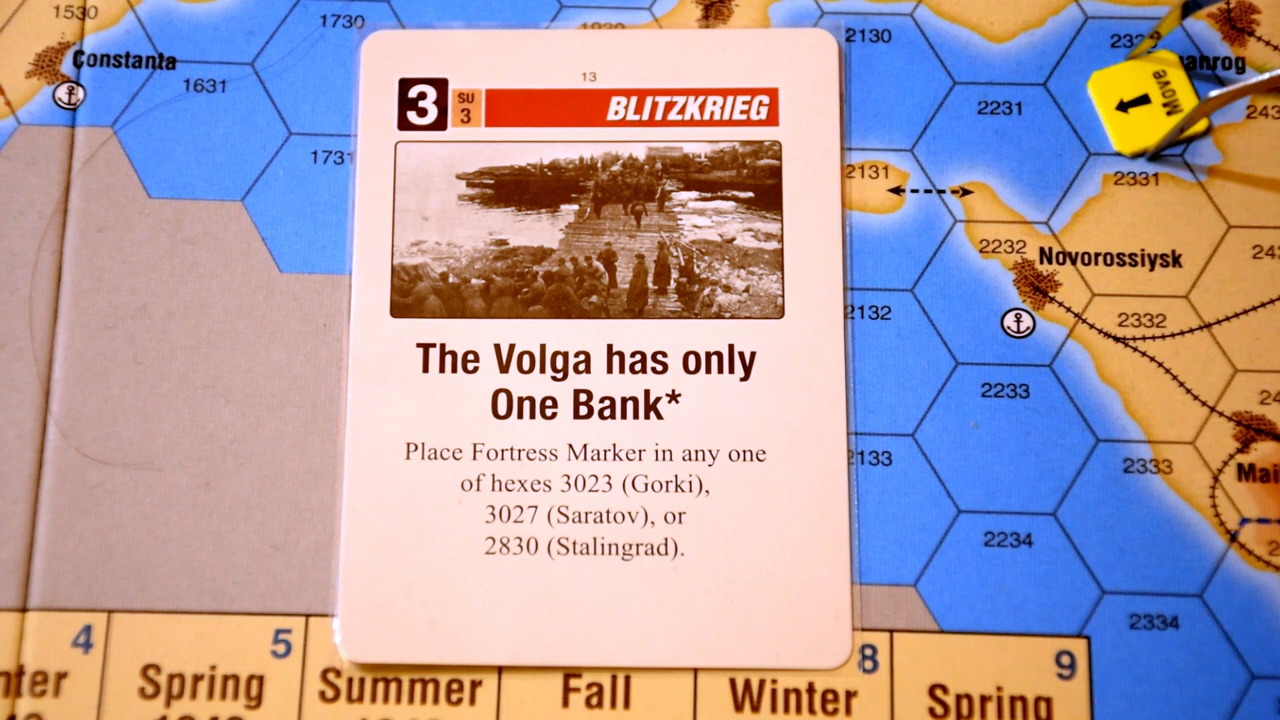 1530
Constanta
1631
1730
1731
13
3
SU
3
BLITZKRIEG
The Volga has only
One Bank*
Place Fortress Marker in any one
of hexes 3023 (Gorki),
3027 (Saratov), or
2830 (Stalingrad).
2130
2231
Move
2131
2331
2232
Novorossiysk
2132
2332
2233
2133
2333
2234
2334
4
5
Spring
Summer
Fall
8
Winter
9
Spring